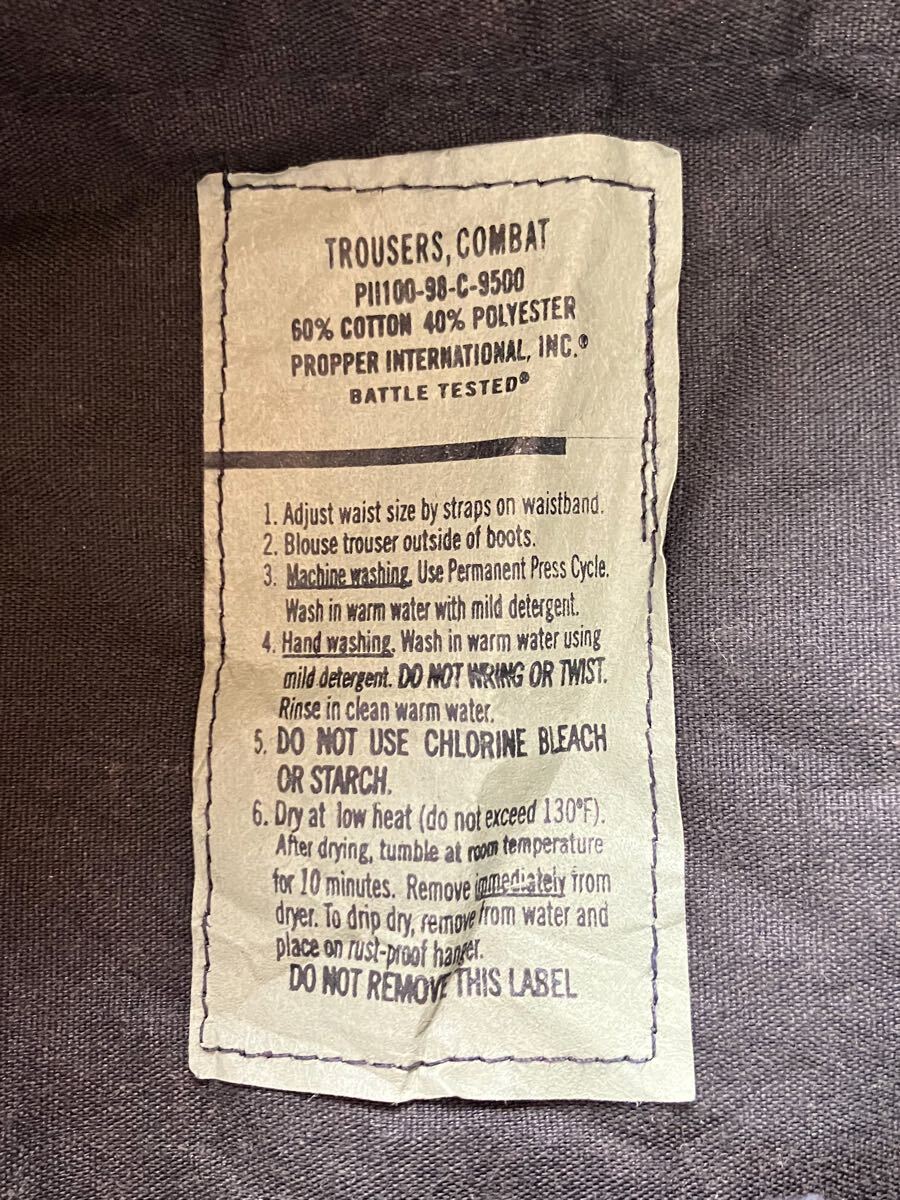 TROUSERS, COMBAT
PII100-98-C-9500
60% COTTON 40% POLYESTER
PROPPER INTERNATIONAL, INC.®
BATTLE TESTED®
1. Adjust waist size by straps on waistband.
2. Blouse trouser outside of boots.
3. Machine washing. Use Permanent Press Cycle.
Wash in warm water with mild detergent.
4. Hand washing. Wash in warm water using
mild detergent. DO NOT WRING OR TWIST.
Rinse in clean warm water.
5. DO NOT USE CHLORINE BLEACH
OR STARCH.
6. Dry at low heat (do not exceed 130°F).
After drying, tumble at room temperature
for 10 minutes. Remove immediately from
dryer. To drip dry, remove from water and
place on rust-proof hanger.
DO NOT REMOVE THIS LABEL